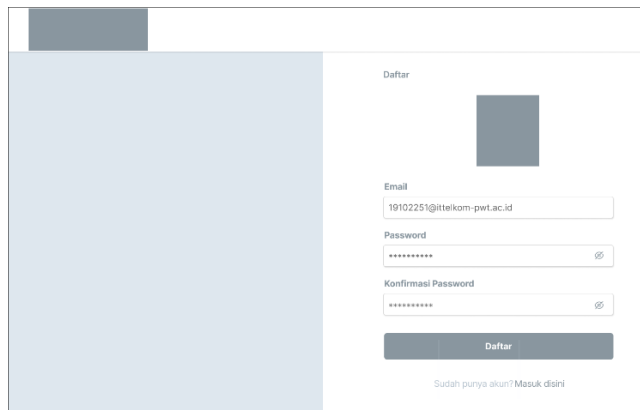 Daftar
Email
19102251@ittelkom-pwt.ac.id
Password
**********
Konfirmasi Password
**********
Daftar
Sudah punya akun? Masuk disini